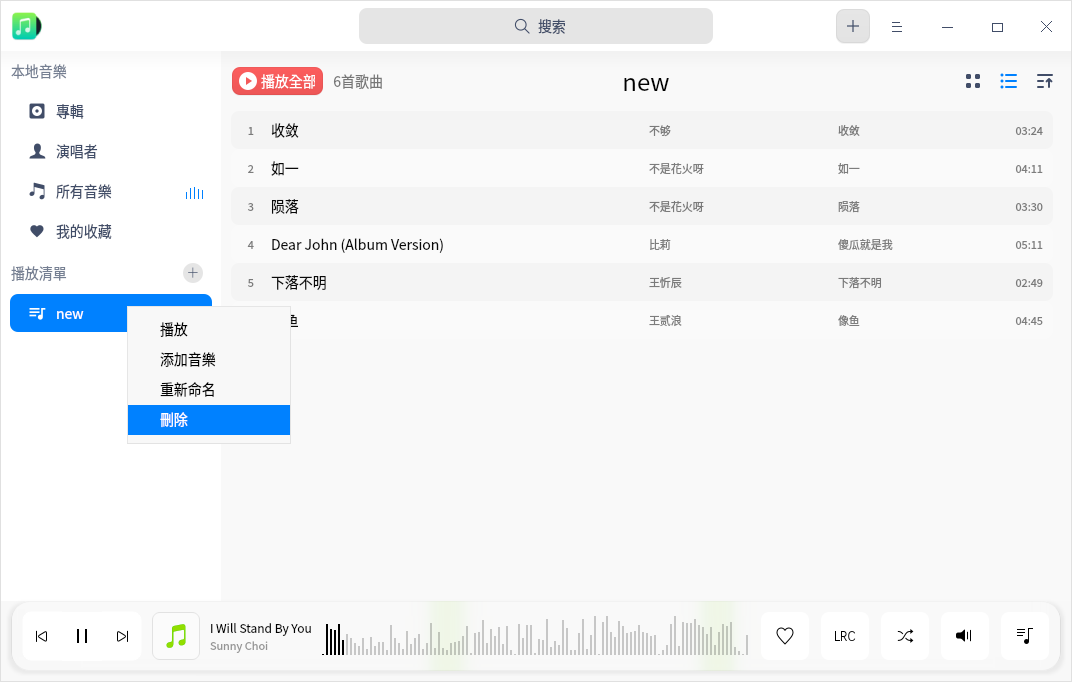 搜索
本地音樂
專輯
演唱者
所有音樂
我的收藏
播放清單
new
播放
添加音樂
重新命名
刪除
播放全部 6首歌曲 new
1 收敛 不够 收敛 03:24
2 如一 不是花火呀 如一 04:11
3 陨落 不是花火呀 陨落 03:30
4 Dear John (Album Version) 比莉 傻瓜就是我 05:11
5 下落不明 王忻辰 下落不明 02:49
鱼 王贰浪 像鱼 04:45
I Will Stand By You
Sunny Choi
LRC